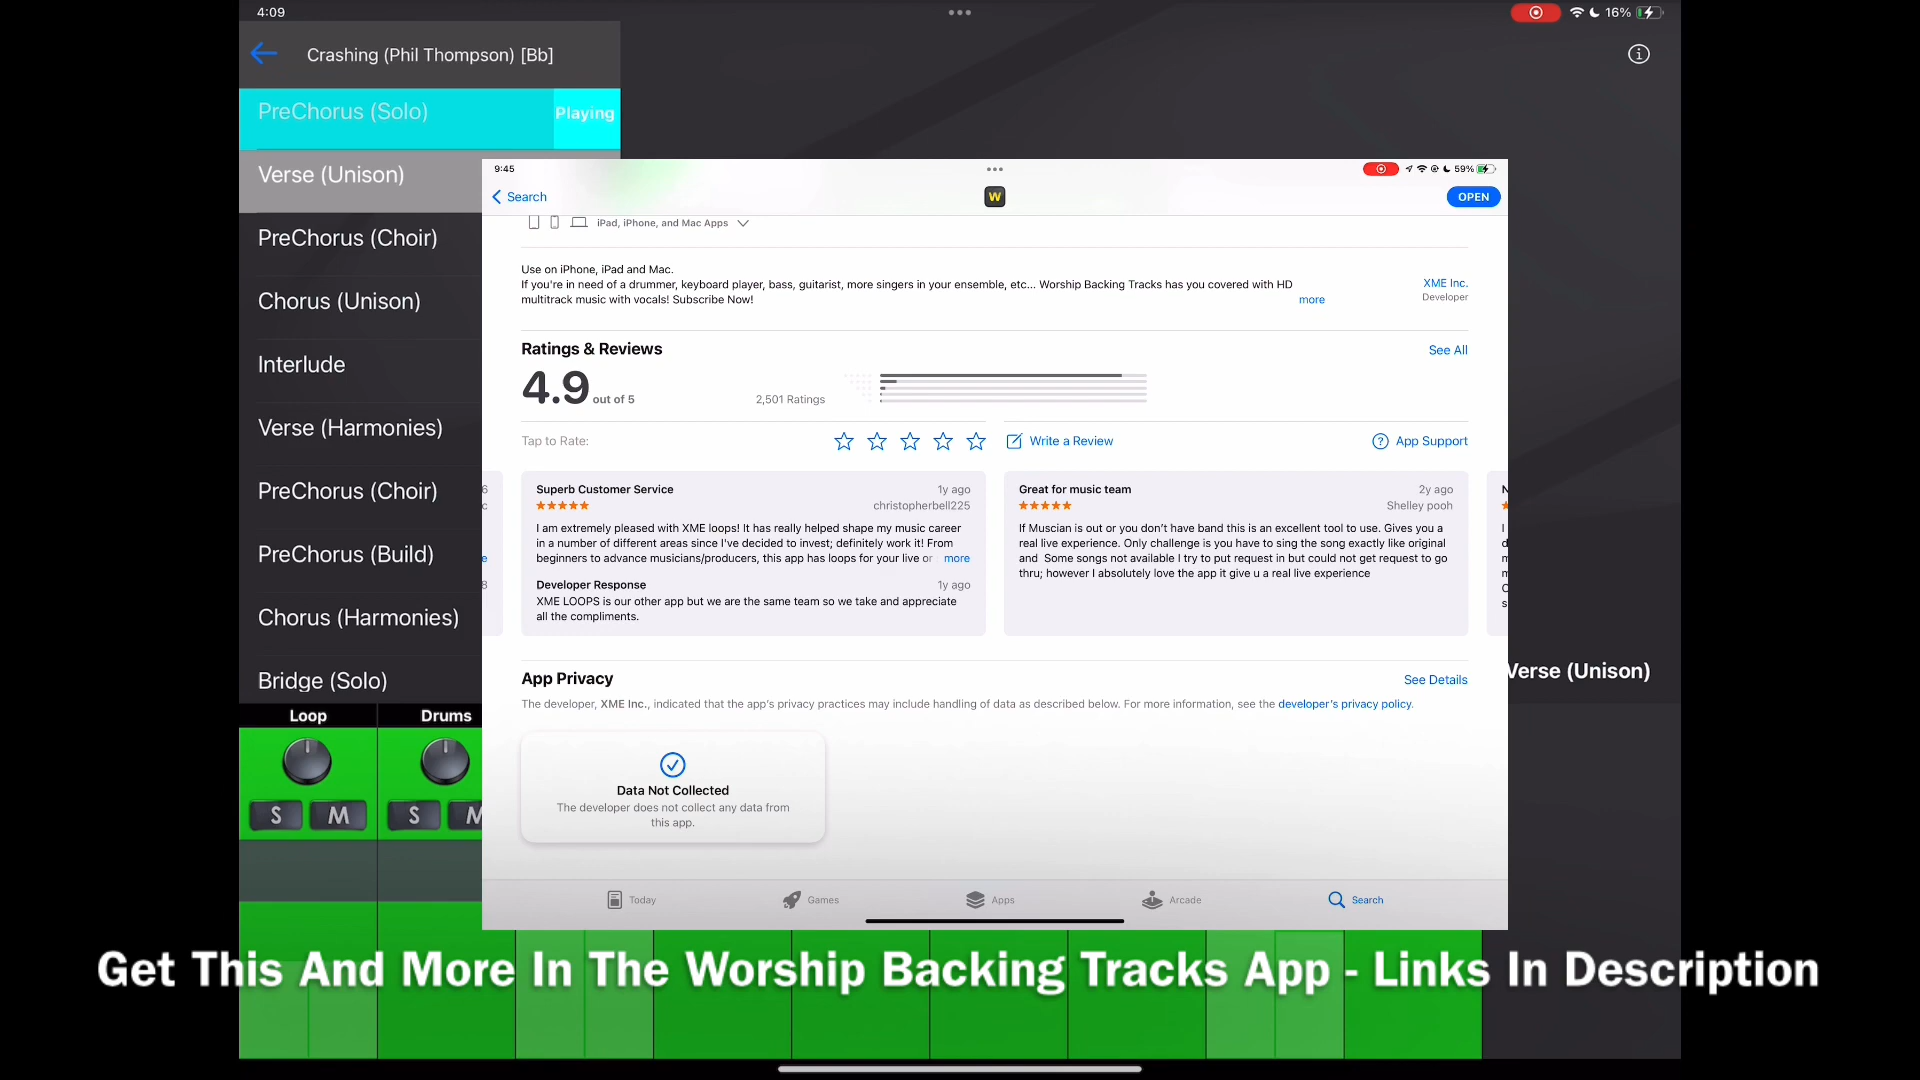 4:09
16%
Crashing (Phil Thompson) [Bb]
PreChorus (Solo)
Playing
Verse (Unison)
PreChorus (Choir)
Chorus (Unison)
Interlude
Verse (Harmonies)
PreChorus (Choir)
PreChorus (Build)
Chorus (Harmonies)
Bridge (Solo)
Loop
Drums
S M
S M
9:45
59%
Search
W
OPEN
iPad, iPhone, and Mac Apps
Use on iPhone, iPad and Mac.
If you're in need of a drummer, keyboard player, bass, guitarist, more singers in your ensemble, etc... Worship Backing Tracks has you covered with HD
multitrack music with vocals! Subscribe Now!
more
XME Inc.
Developer
Ratings & Reviews
See All
4.9 out of 5
2,501 Ratings
Tap to Rate:
Write a Review
App Support
Superb Customer Service
1y ago
christopherbell225
I am extremely pleased with XME loops! It has really helped shape my music career
in a number of different areas since I've decided to invest; definitely work it! From
beginners to advance musicians/producers, this app has loops for your live or more
Developer Response
1y ago
XME LOOPS is our other app but we are the same team so we take and appreciate
all the compliments.
Great for music team
2y ago
Shelley pooh
If Muscian is out or you don't have band this is an excellent tool to use. Gives you a
real live experience. Only challenge is you have to sing the song exactly like original
and Some songs not available I try to put request in but could not get request to go
thru; however I absolutely love the app it give u a real live experience
App Privacy
See Details
The developer, XME Inc., indicated that the app's privacy practices may include handling of data as described below. For more information, see the developer's privacy policy.
Data Not Collected
The developer does not collect any data from
this app.
Today
Games
Apps
Arcade
Search
Verse (Unison)
Get This And More In The Worship Backing Tracks App - Links In Description